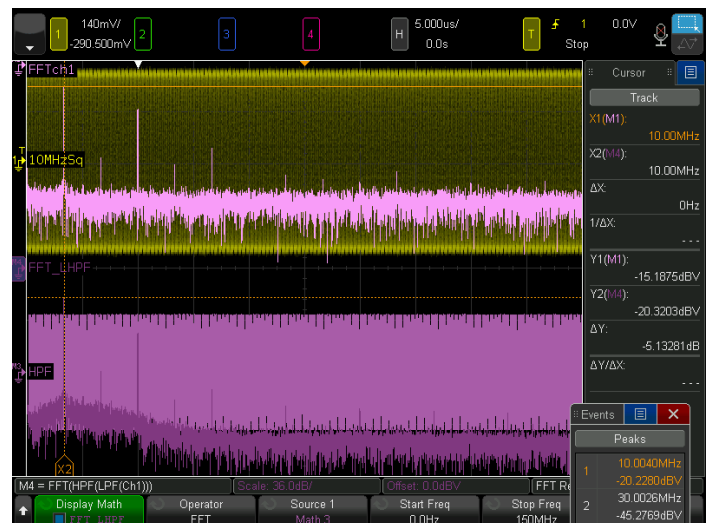 1 140mV/ 2 3 4 H 5.000us/ T 1 0.0V
-290.500mV 0.0s Stop
FFTch1
Cursor
Track
X1(M1):
10.00MHz
X2(M4):
10.00MHz
ΔX:
0Hz
1/ΔX:
- - -
Y1(M1):
-15.1875dBV
Y2(M4):
-20.3203dBV
ΔY:
-5.13281dB
ΔY/ΔX:
- - -
T
1 10MHzSq
FFT_LHPF
M3
HPF
X2
Events
Peaks
1 10.0040MHz
-20.2280dBV
2 30.0026MHz
-45.2769dBV
M4 = FFT(HPF(LPF(Ch1))) Scale: 36.0dB/ Offset: 0.0dBV FFT Re
Display Math Operator Source 1 Start Freq Stop Freq
FFT_LHPF FFT Math 3 0.0Hz 150MHz